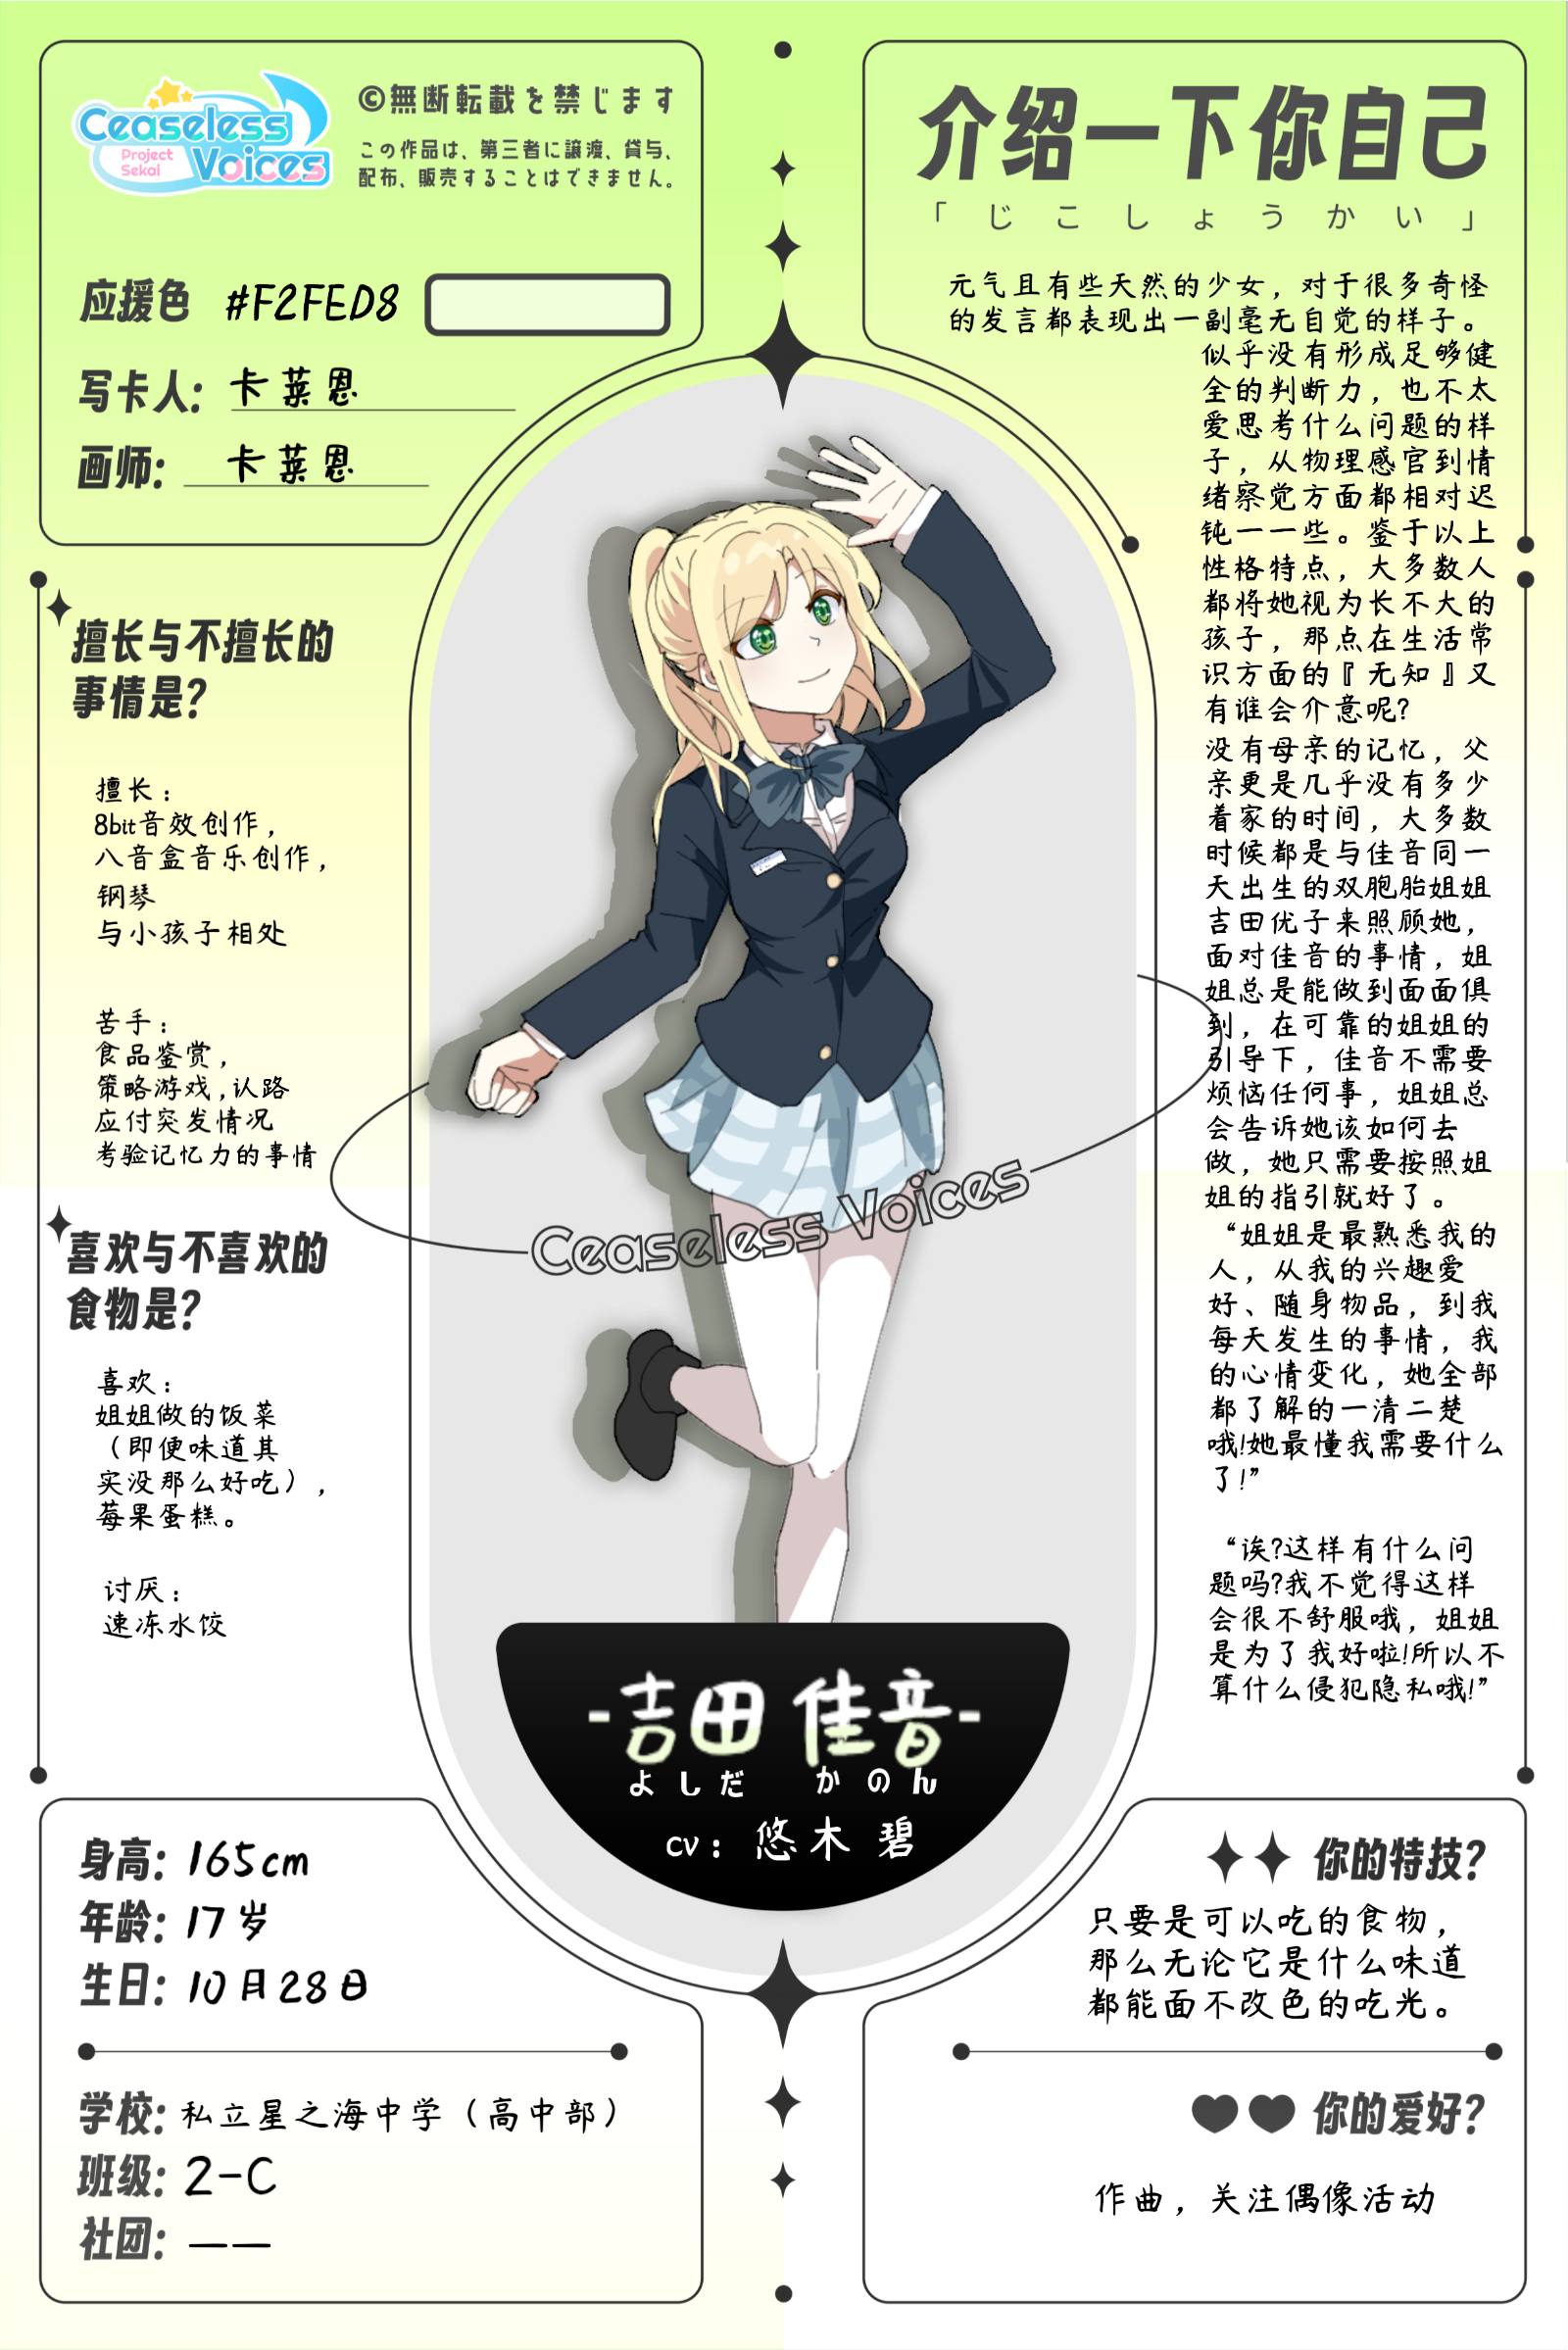 Ceaseless
Voices
Project
Sekai
©無断転載を禁じます
この作品は、第三者に譲渡、貸与、
配布、販売することはできません。
应援色 #F2FED8
写卡人: 卡莱恩
画师: 卡莱恩
介绍一下你自己
「じこしょうかい」
元气且有些天然的少女，对于很多奇怪
的发言都表现出一副毫无自觉的样子。
似乎没有形成足够健
全的判断力，也不太
爱思考什么问题的样
子，从物理感官到情
绪察觉方面都相对迟
钝一一些。鉴于以上
性格特点，大多数人
都将她视为长不大的
孩子，那点在生活常
识方面的『无知』又
有谁会介意呢?
没有母亲的记忆，父
亲更是几乎没有多少
着家的时间，大多数
时候都是与佳音同一
天出生的双胞胎姐姐
吉田优子来照顾她，
面对佳音的事情，姐
姐总是能做到面面俱
到，在可靠的姐姐的
引导下，佳音不需要
烦恼任何事，姐姐总
会告诉她该如何去
做，她只需要按照姐
姐的指引就好了。
“姐姐是最熟悉我的
人，从我的兴趣爱
好、随身物品，到我
每天发生的事情，我
的心情变化，她全部
都了解的一清二楚
哦!她最懂我需要什么
了!”
“诶?这样有什么问
题吗?我不觉得这样
会很不舒服哦，姐姐
是为了我好啦!所以不
算什么侵犯隐私哦!”
擅长与不擅长的
事情是?
擅长：
8bit音效创作，
八音盒音乐创作，
钢琴
与小孩子相处
苦手：
食品鉴赏，
策略游戏,认路
应付突发情况
考验记忆力的事情
喜欢与不喜欢的
食物是?
喜欢：
姐姐做的饭菜
（即便味道其
实没那么好吃），
莓果蛋糕。
讨厌：
速冻水饺
Ceaseless Voices
-吉田 佳音-
よしだ かのん
cv：悠木 碧
身高: 165cm
年龄: 17岁
生日: 10月28日
学校: 私立星之海中学（高中部）
班级: 2-C
社团: ——
你的特技?
只要是可以吃的食物，
那么无论它是什么味道
都能面不改色的吃光。
你的爱好?
作曲，关注偶像活动